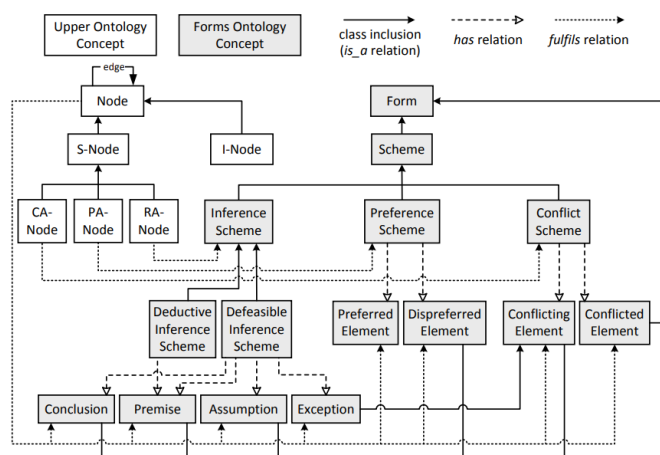 Upper Ontology
Concept
Forms Ontology
Concept
class inclusion
(is_a relation)
has relation
fulfils relation
edge
Node
Form
S-Node
I-Node
Scheme
CA-
Node
PA-
Node
RA-
Node
Inference
Scheme
Preference
Scheme
Conflict
Scheme
Deductive
Inference
Scheme
Defeasible
Inference
Scheme
Preferred
Element
Dispreferred
Element
Conflicting
Element
Conflicted
Element
Conclusion
Premise
Assumption
Exception